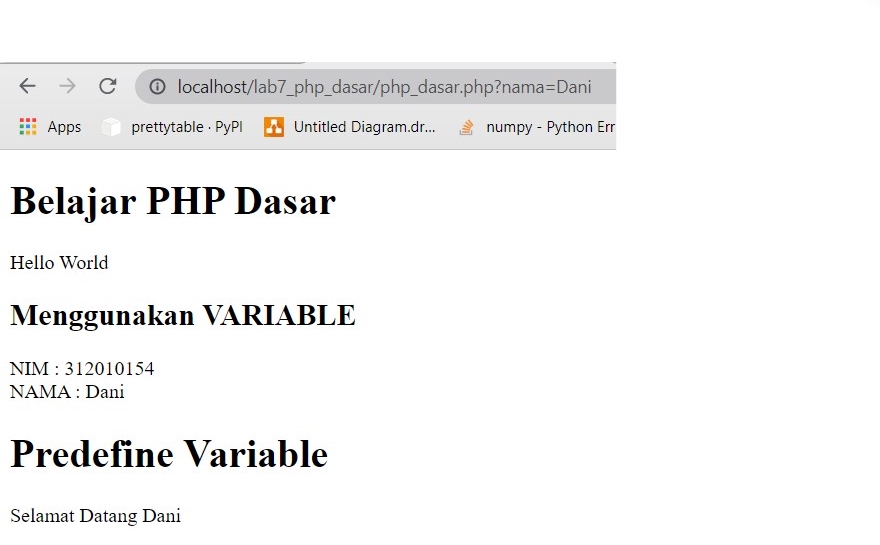 localhost/lab7_php_dasar/php_dasar.php?nama=Dani
Apps prettytable · PyPI Untitled Diagram.dr... numpy - Python Err
Belajar PHP Dasar
Hello World
Menggunakan VARIABLE
NIM : 312010154
NAMA : Dani
Predefine Variable
Selamat Datang Dani